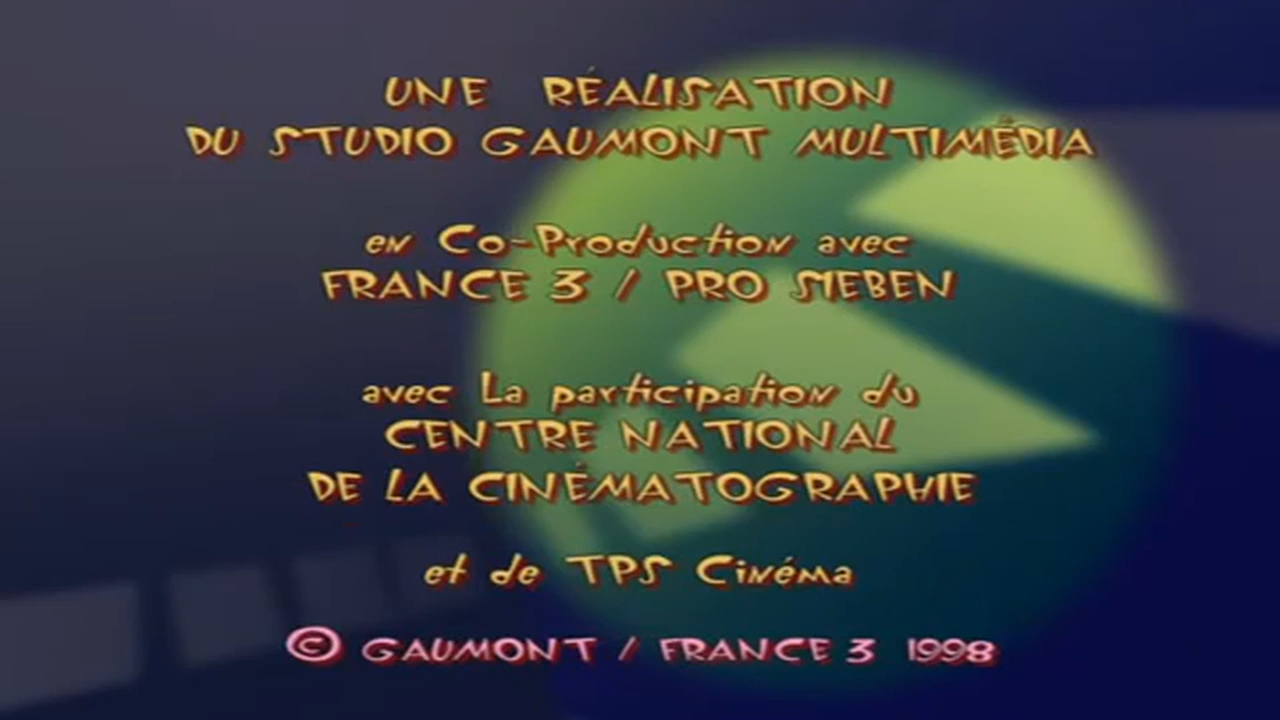 UNE RÉALISATION
DU STUDIO GAUMONT MULTIMÉDIA
en Co-Production avec
FRANCE 3 / PRO SIEBEN
avec La participation du
CENTRE NATIONAL
DE LA CINÉMATOGRAPHIE
et de TPS Cinéma
© GAUMONT / FRANCE 3 1998